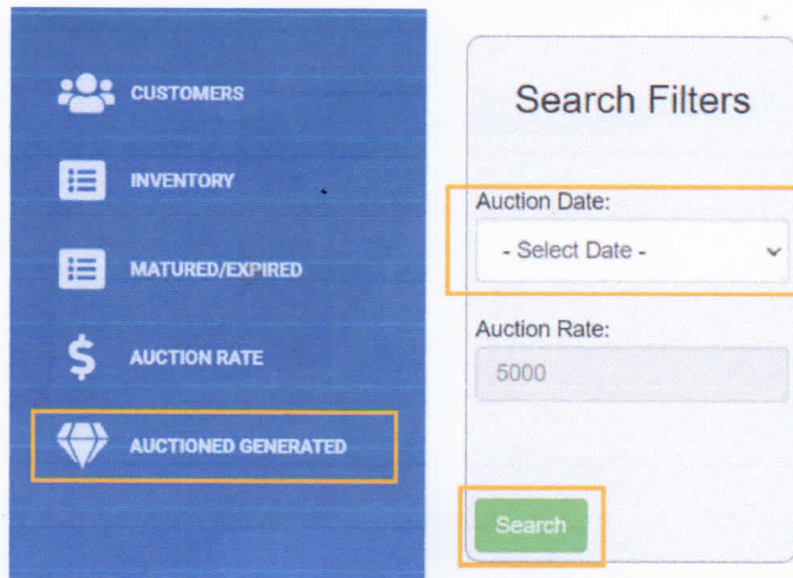 CUSTOMERS
INVENTORY
MATURED/EXPIRED
AUCTION RATE
AUCTIONED GENERATED
Search Filters
Auction Date:
- Select Date -
Auction Rate:
5000
Search